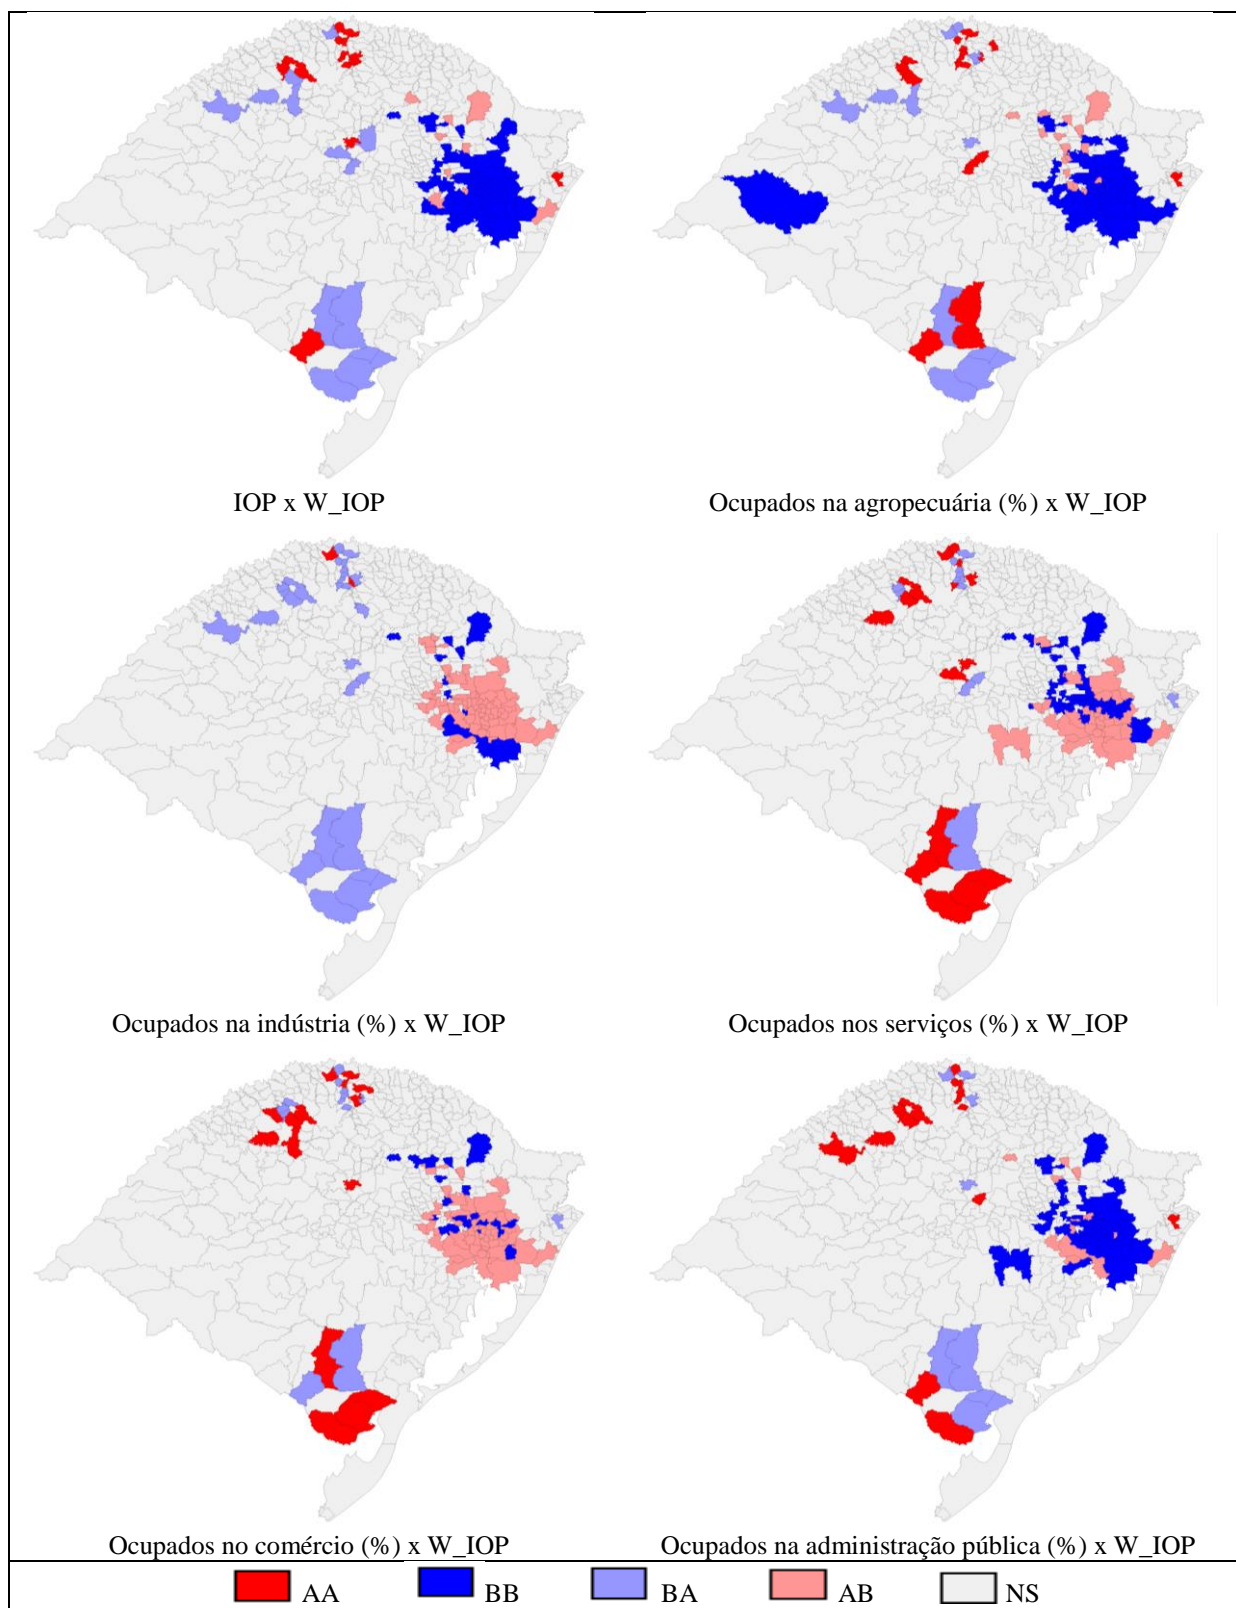 IOP x W_IOP
Ocupados na agropecuária (%) x W_IOP
Ocupados na indústria (%) x W_IOP
Ocupados nos serviços (%) x W_IOP
Ocupados no comércio (%) x W_IOP
Ocupados na administração pública (%) x W_IOP
AA BB BA AB NS